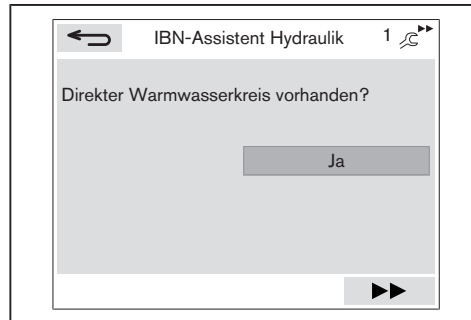 IBN-Assistent Hydraulik 1
Direkter Warmwasserkreis vorhanden?
Ja